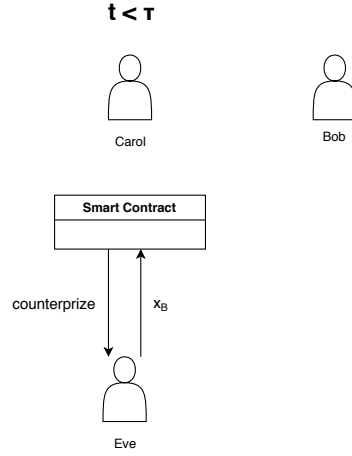 t < τ
Carol
Bob
Smart Contract
counterprize
x_B
Eve